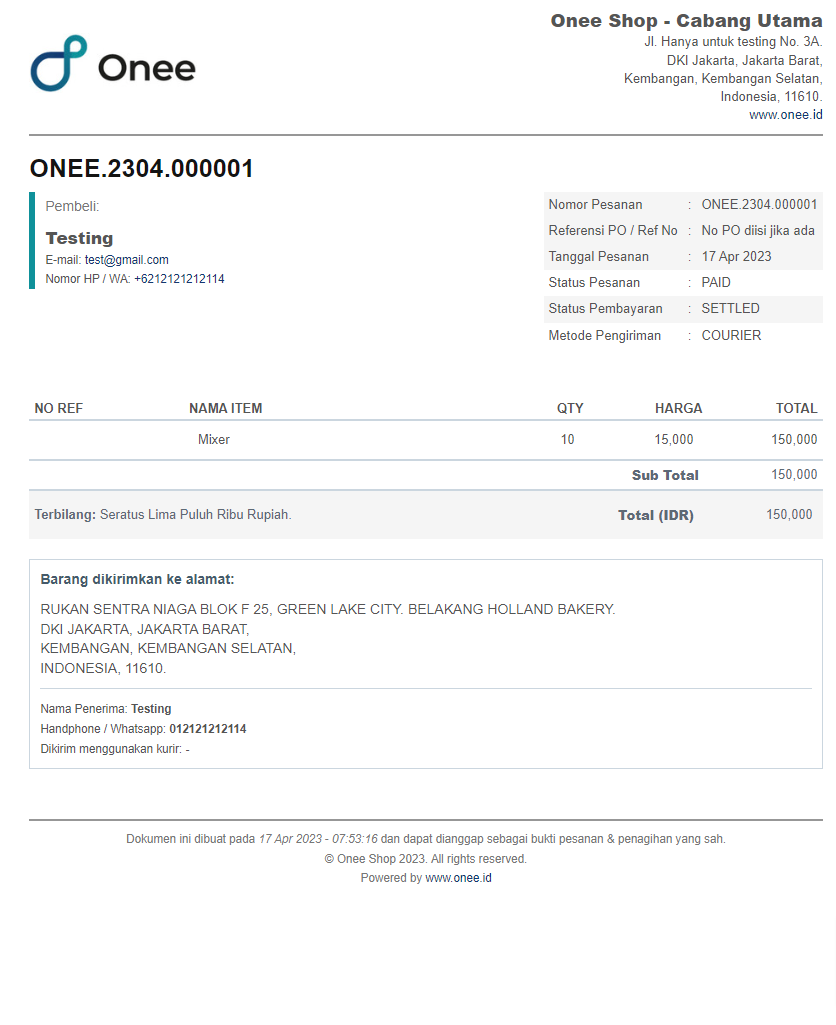 Onee
Onee Shop - Cabang Utama
Jl. Hanya untuk testing No. 3A.
DKI Jakarta, Jakarta Barat,
Kembangan, Kembangan Selatan,
Indonesia, 11610.
www.onee.id
ONEE.2304.000001
Pembeli:
Testing
E-mail: test@gmail.com
Nomor HP / WA: +6212121212114
Nomor Pesanan : ONEE.2304.000001
Referensi PO / Ref No : No PO diisi jika ada
Tanggal Pesanan : 17 Apr 2023
Status Pesanan : PAID
Status Pembayaran : SETTLED
Metode Pengiriman : COURIER
NO REF NAMA ITEM QTY HARGA TOTAL
Mixer 10 15,000 150,000
Sub Total 150,000
Terbilang: Seratus Lima Puluh Ribu Rupiah. Total (IDR) 150,000
Barang dikirimkan ke alamat:
RUKAN SENTRA NIAGA BLOK F 25, GREEN LAKE CITY. BELAKANG HOLLAND BAKERY.
DKI JAKARTA, JAKARTA BARAT,
KEMBANGAN, KEMBANGAN SELATAN,
INDONESIA, 11610.
Nama Penerima: Testing
Handphone / Whatsapp: 012121212114
Dikirim menggunakan kurir: -
Dokumen ini dibuat pada 17 Apr 2023 - 07:53:16 dan dapat dianggap sebagai bukti pesanan & penagihan yang sah.
© Onee Shop 2023. All rights reserved.
Powered by www.onee.id